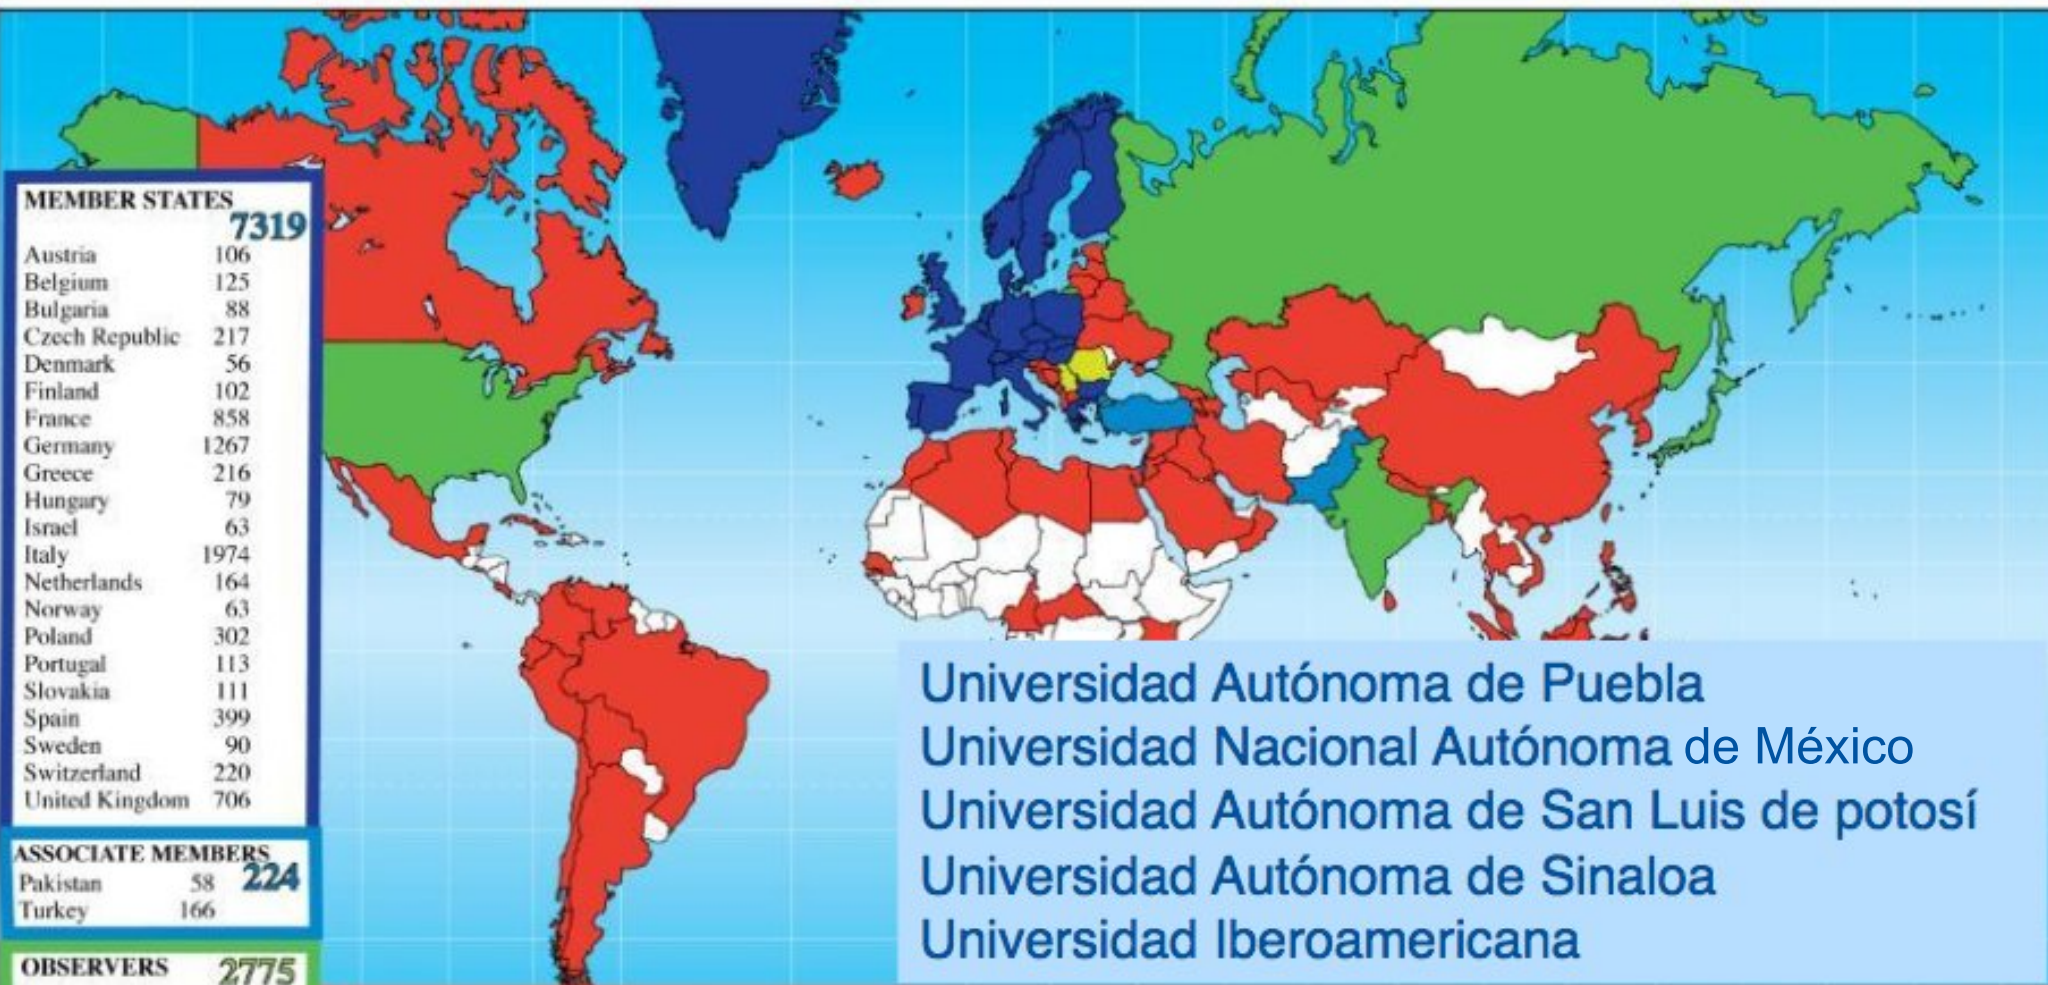 MEMBER STATES
7319
Austria 106
Belgium 125
Bulgaria 88
Czech Republic 217
Denmark 56
Finland 102
France 858
Germany 1267
Greece 216
Hungary 79
Israel 63
Italy 1974
Netherlands 164
Norway 63
Poland 302
Portugal 113
Slovakia 111
Spain 399
Sweden 90
Switzerland 220
United Kingdom 706
ASSOCIATE MEMBERS
224
Pakistan 58
Turkey 166
OBSERVERS 2775
Universidad Autónoma de Puebla
Universidad Nacional Autónoma de México
Universidad Autónoma de San Luis de potosí
Universidad Autónoma de Sinaloa
Universidad Iberoamericana